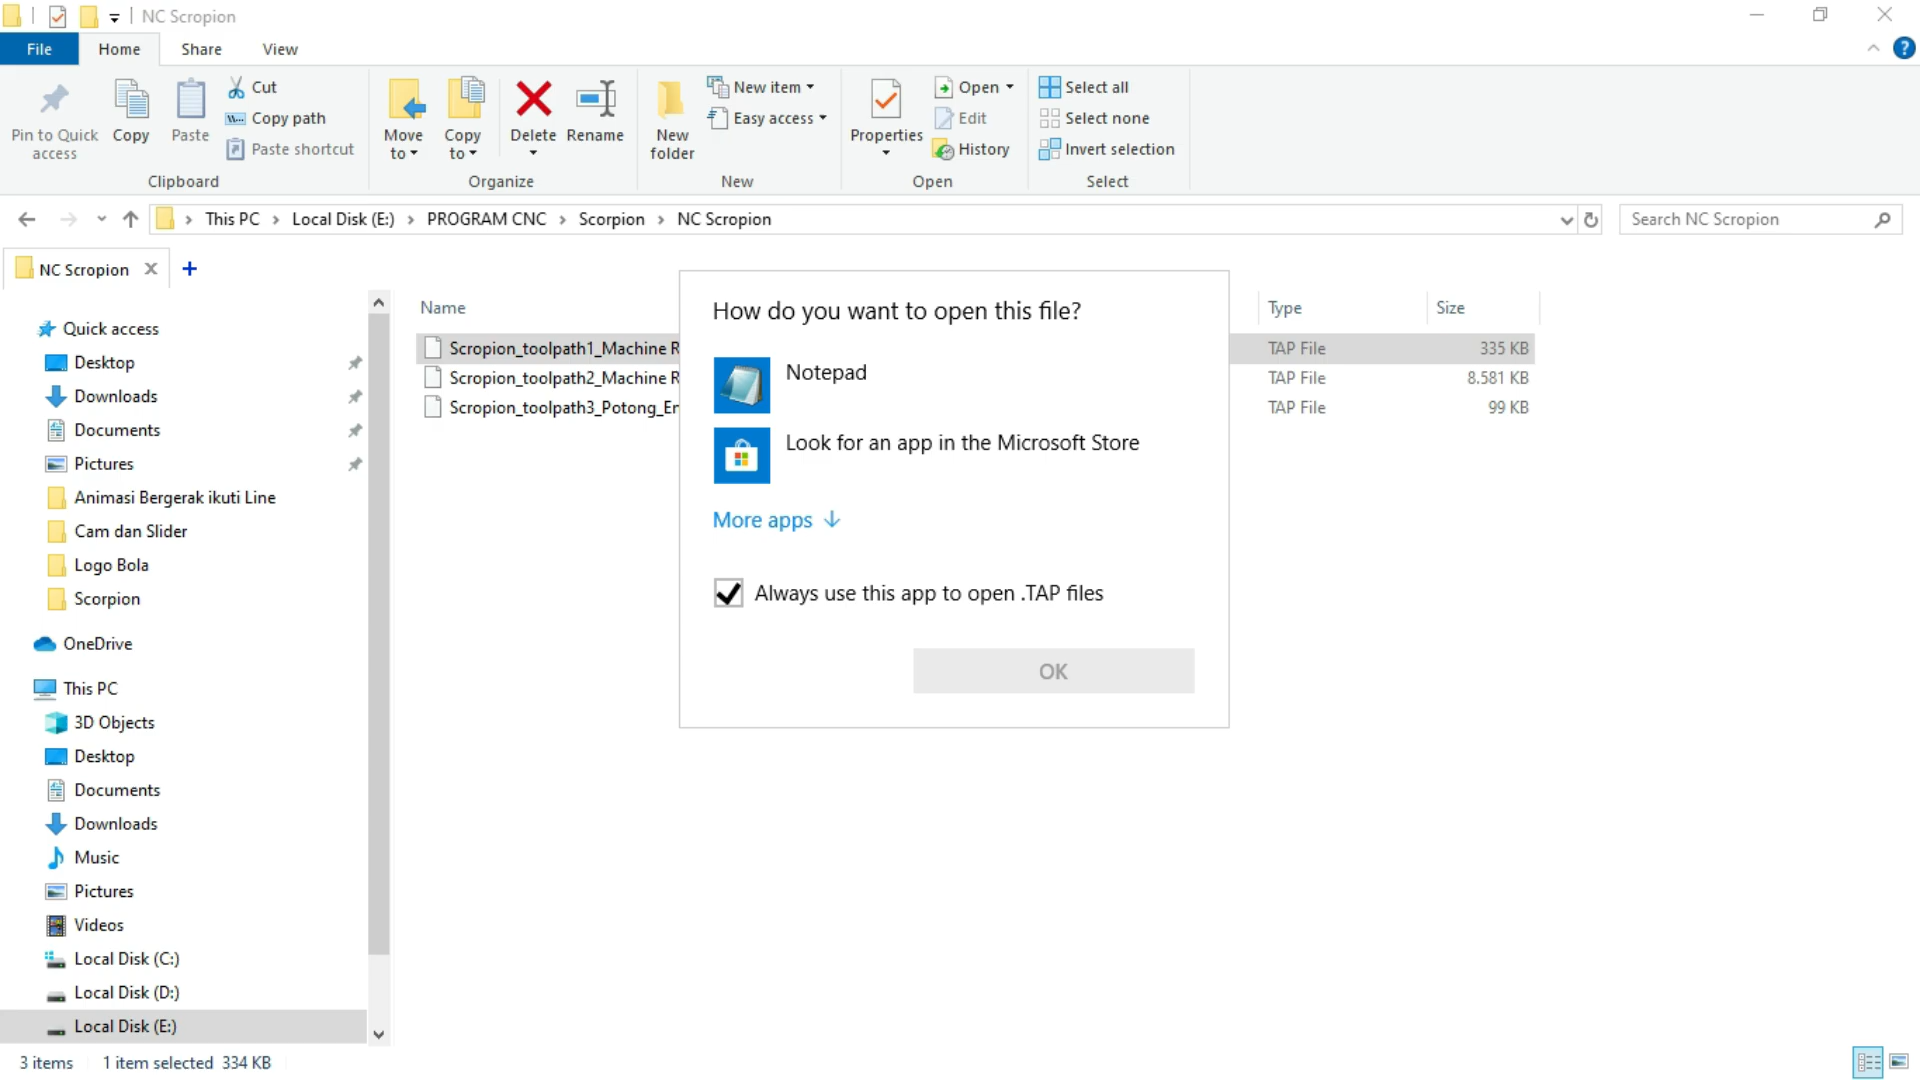 NC Scropion
File Home Share View
Pin to Quick access
Copy
Paste
Cut
Copy path
Paste shortcut
Clipboard
Move to
Copy to
Delete
Rename
Organize
New folder
New item
Easy access
New
Properties
Open
Edit
History
Open
Select all
Select none
Invert selection
Select
This PC > Local Disk (E:) > PROGRAM CNC > Scorpion > NC Scropion
Search NC Scropion
NC Scropion
Quick access
Desktop
Downloads
Documents
Pictures
Animasi Bergerak ikuti Line
Cam dan Slider
Logo Bola
Scorpion
OneDrive
This PC
3D Objects
Desktop
Documents
Downloads
Music
Pictures
Videos
Local Disk (C:)
Local Disk (D:)
Local Disk (E:)
Name Type Size
Scropion_toolpath1_Machine R TAP File 335 KB
Scropion_toolpath2_Machine R TAP File 8.581 KB
Scropion_toolpath3_Potong_En TAP File 99 KB
How do you want to open this file?
Notepad
Look for an app in the Microsoft Store
More apps
Always use this app to open .TAP files
OK
3 items 1 item selected 334 KB